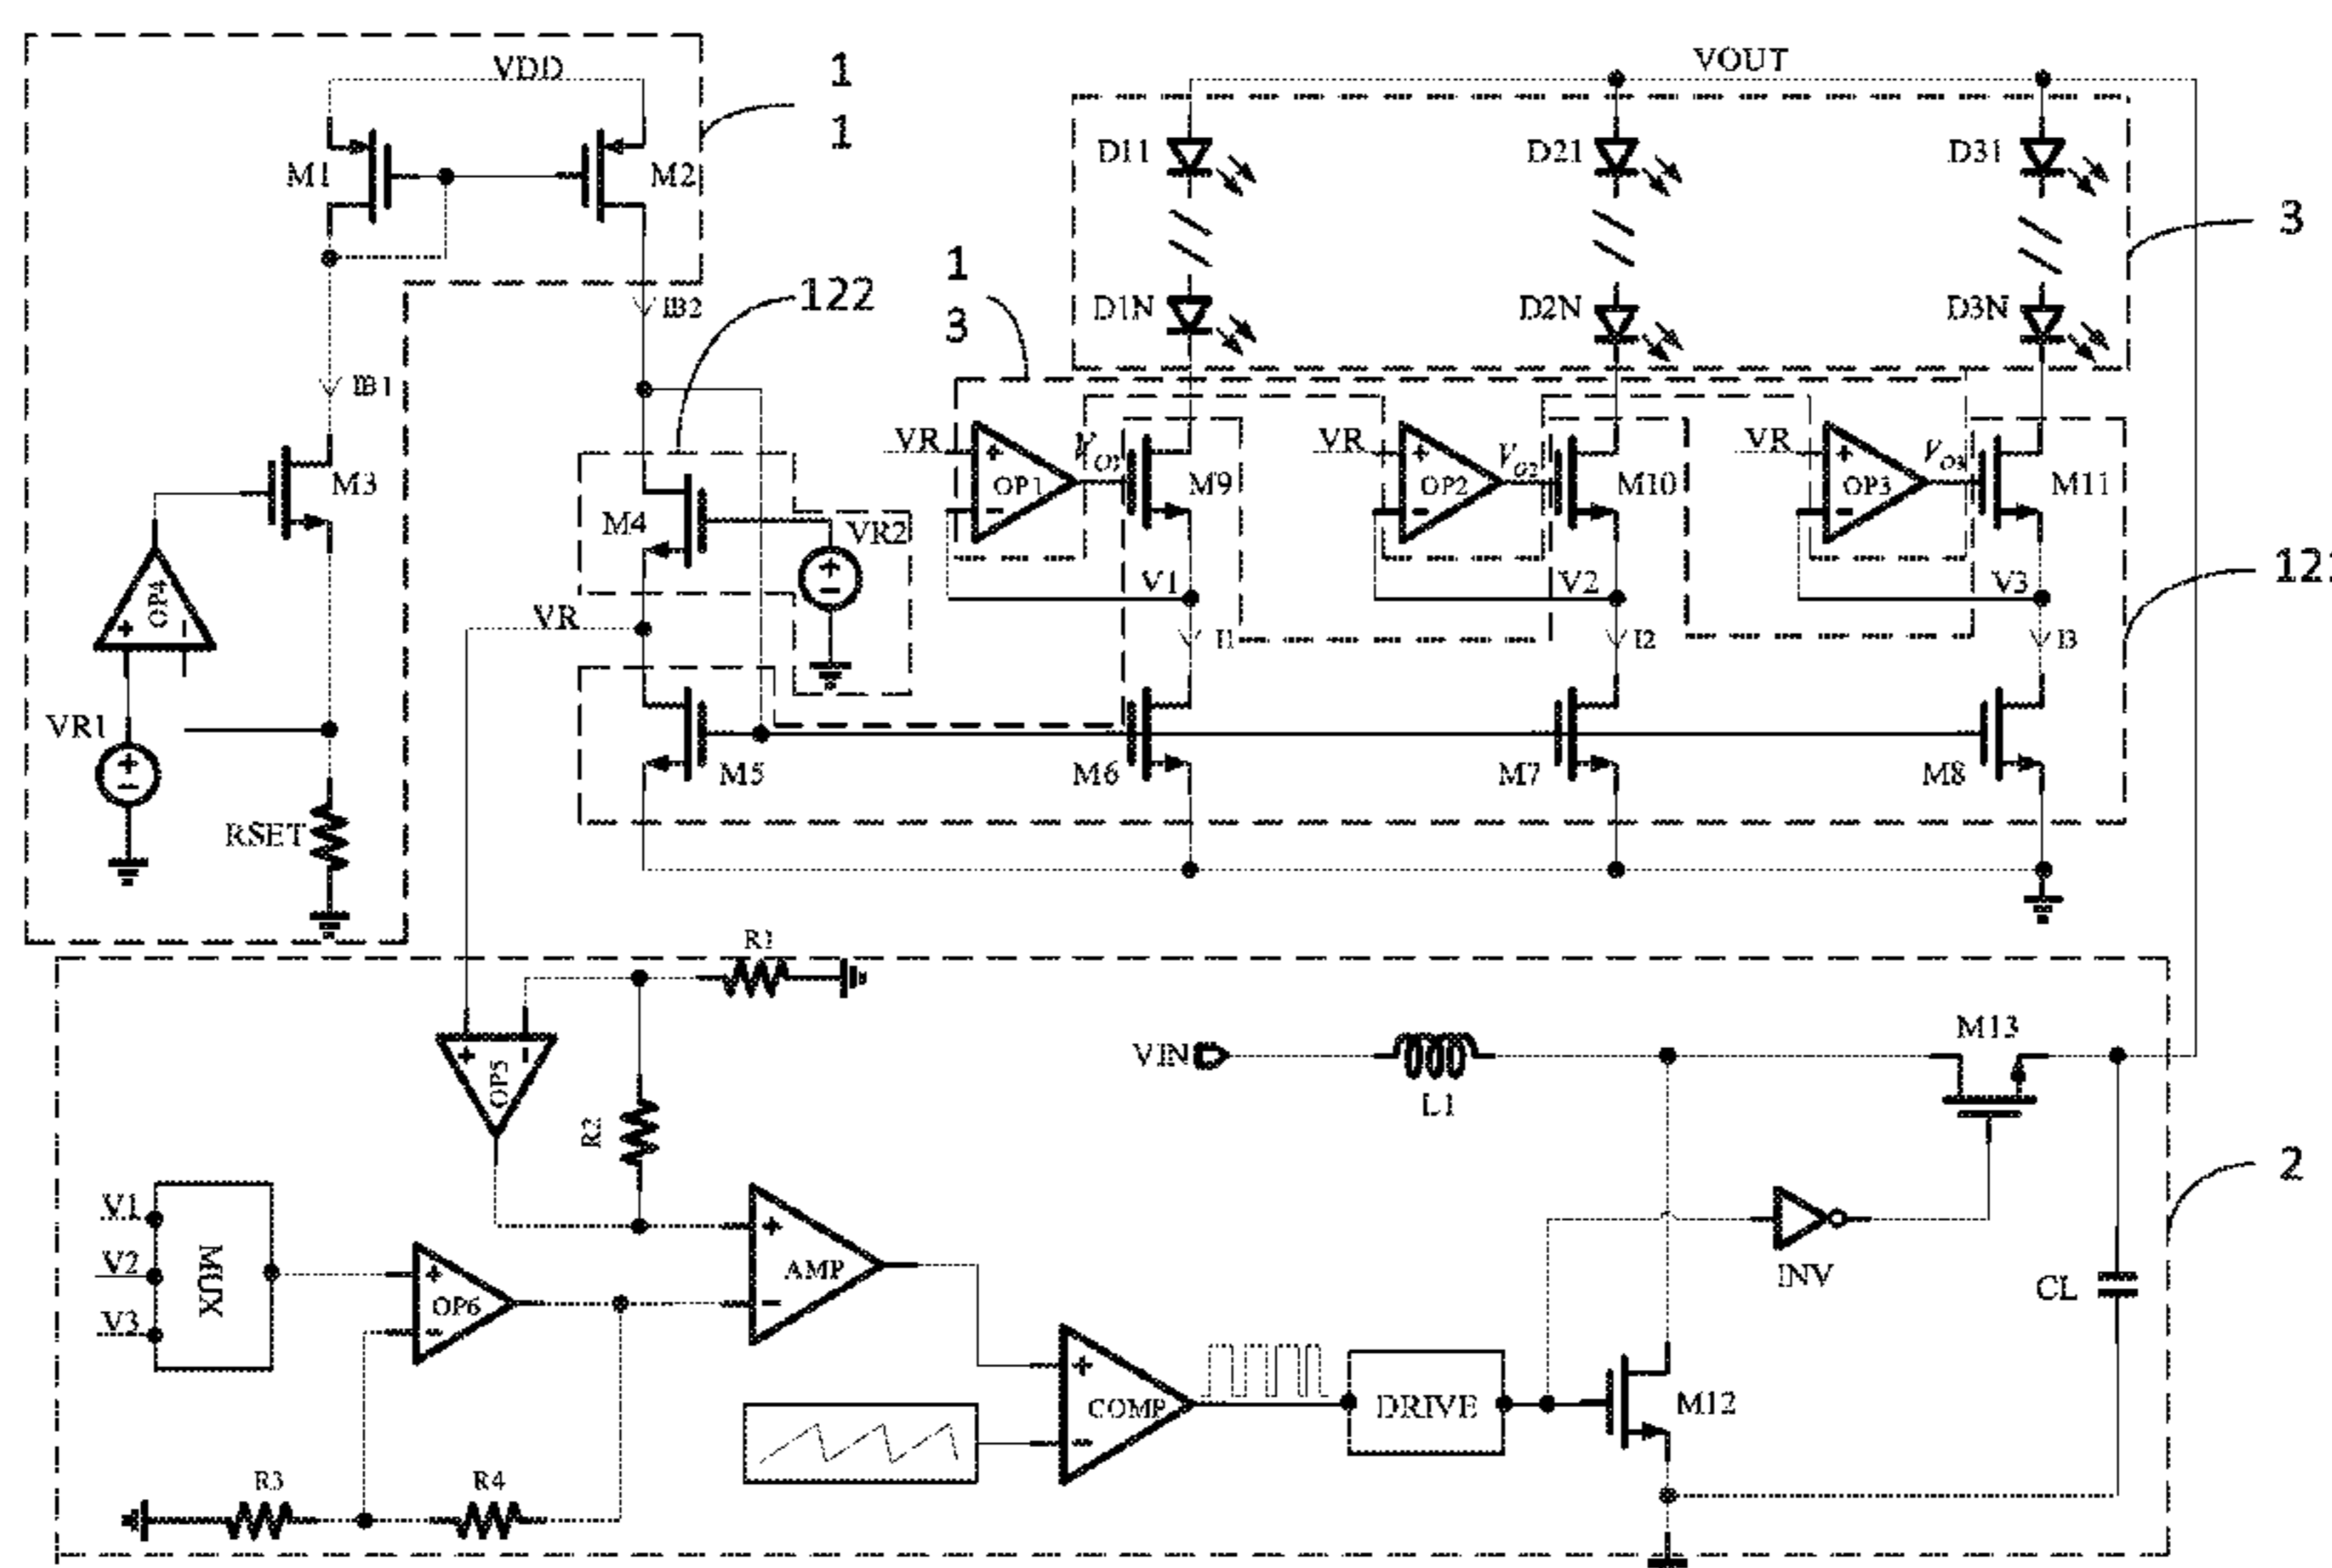 VDD
1
1
VOUT
M1
M2
D11
D21
D31
3
IB2
122
1
3
D1N
D2N
D3N
IB1
M3
VR
+
-
OP1
M9
VR
+
-
OP2
VO2
M10
VR
+
-
OP3
VO3
M11
M4
VR2
+
-
OP4
+
-
VR
V1
V2
V3
I1
I2
I3
VR1
+
-
M5
M6
M7
M8
RSET
R1
+
-
OP5
R2
VIN
L1
M13
2
V1
V2
V3
MUX
+
-
OP6
+
-
AMP
INV
CL
+
-
COMP
DRIVE
M12
R3
R4